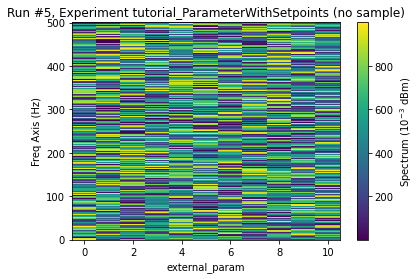 Run #5, Experiment tutorial_ParameterWithSetpoints (no sample)
500
400
300
200
100
0
Freq Axis (Hz)
0 2 4 6 8 10
external_param
800
600
400
200
Spectrum (10⁻³ dBm)